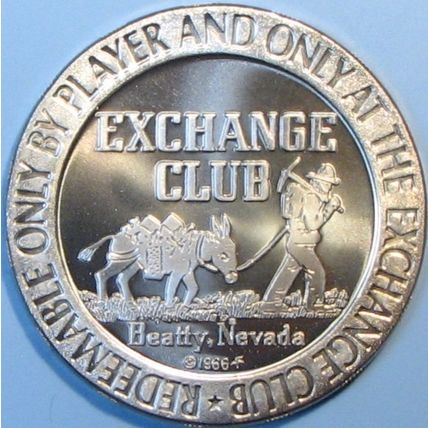 REDEEMABLE ONLY BY PLAYER AND ONLY AT THE EXCHANGE CLUB ★
EXCHANGE
CLUB
Beatty, Nevada
1966